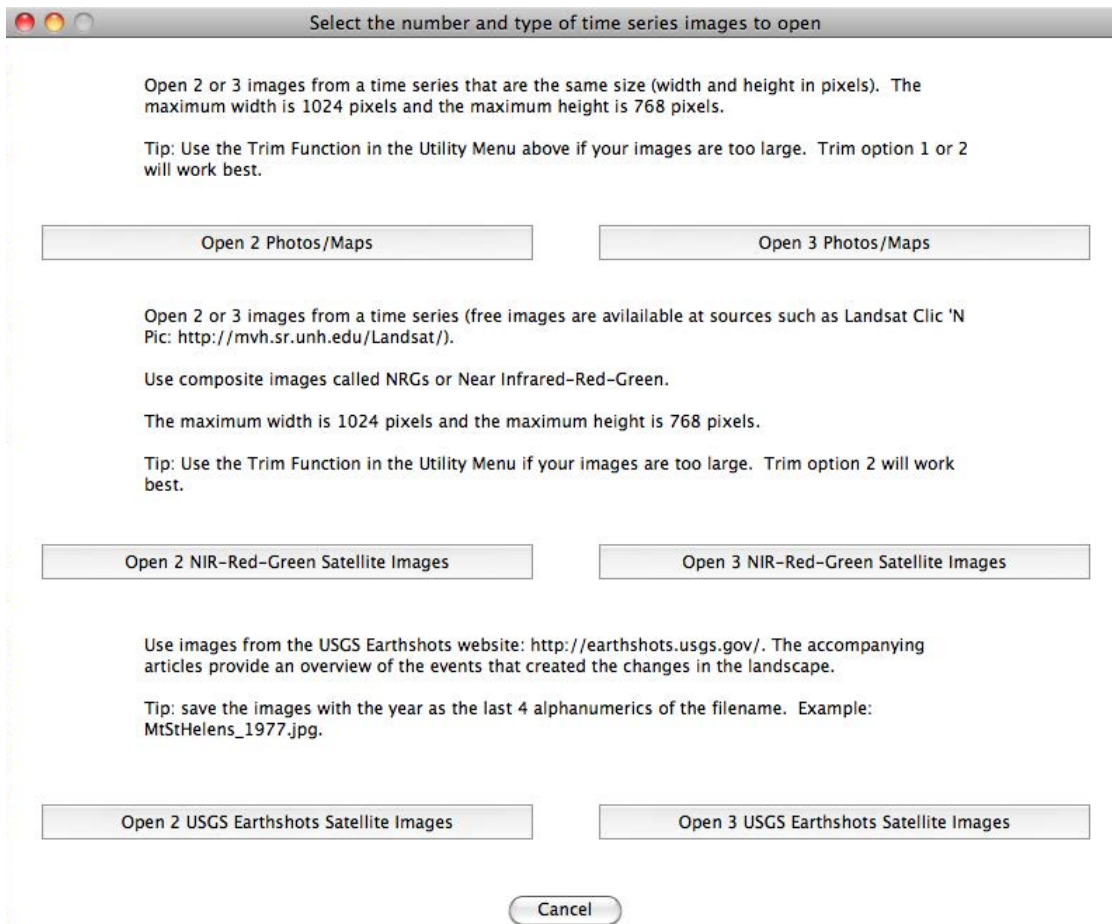 Select the number and type of time series images to open
Open 2 or 3 images from a time series that are the same size (width and height in pixels).  The
maximum width is 1024 pixels and the maximum height is 768 pixels.
Tip: Use the Trim Function in the Utility Menu above if your images are too large.  Trim option 1 or 2
will work best.
Open 2 Photos/Maps
Open 3 Photos/Maps
Open 2 or 3 images from a time series (free images are avilailable at sources such as Landsat Clic 'N
Pic: http://mvh.sr.unh.edu/Landsat/).
Use composite images called NRGs or Near Infrared-Red-Green.
The maximum width is 1024 pixels and the maximum height is 768 pixels.
Tip: Use the Trim Function in the Utility Menu if your images are too large.  Trim option 2 will work
best.
Open 2 NIR-Red-Green Satellite Images
Open 3 NIR-Red-Green Satellite Images
Use images from the USGS Earthshots website: http://earthshots.usgs.gov/. The accompanying
articles provide an overview of the events that created the changes in the landscape.
Tip: save the images with the year as the last 4 alphanumerics of the filename.  Example:
MtStHelens_1977.jpg.
Open 2 USGS Earthshots Satellite Images
Open 3 USGS Earthshots Satellite Images
Cancel